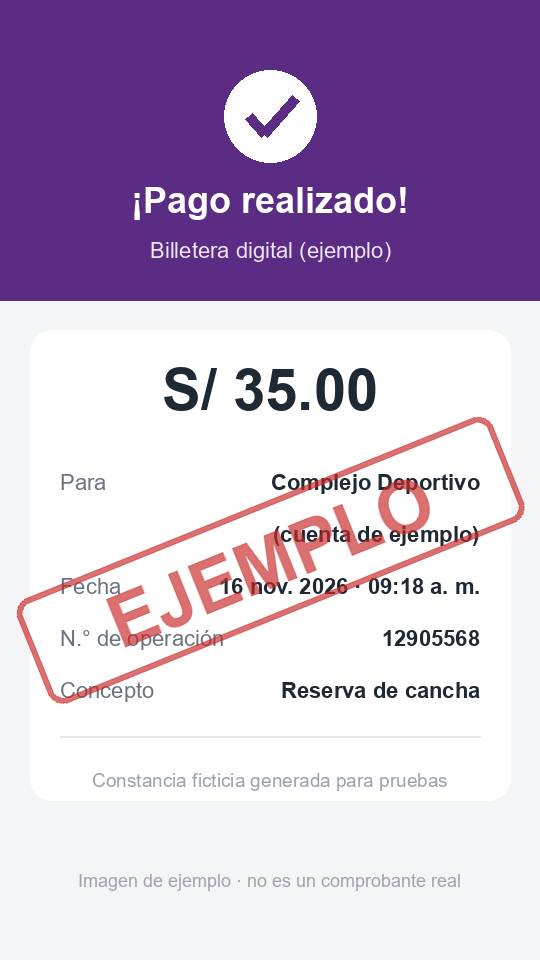 ¡Pago realizado!
Billetera digital (ejemplo)
S/ 35.00
Para Complejo Deportivo
(cuenta de ejemplo)
Fecha 16 nov. 2026 · 09:18 a. m.
N.° de operación 12905568
Concepto Reserva de cancha
EJEMPLO
Constancia ficticia generada para pruebas
Imagen de ejemplo · no es un comprobante real